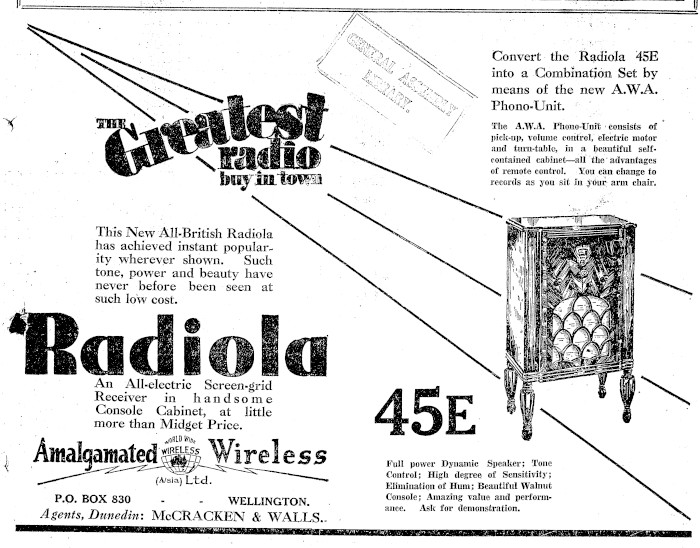 THE
Greatest
radio
buy in town
GENERAL ASSEMBLY
LIBRARY.
Convert the Radiola 45E
into a Combination Set by
means of the new A.W.A.
Phono-Unit.
The A.W.A. Phono-Unit consists of
pick-up, volume control, electric motor
and turn-table, in a beautiful self-
contained cabinet—all the advantages
of remote control. You can change to
records as you sit in your arm chair.
This New All-British Radiola
has achieved instant popular-
ity wherever shown. Such
tone, power and beauty have
never before been seen at
such low cost.
Radiola
An All-electric Screen-grid
Receiver in handsome
Console Cabinet, at little
more than Midget Price.
45E
Amalgamated WORLD WIDE WIRELESS Wireless
(A/sia) Ltd.
P.O. BOX 830 - - WELLINGTON.
Agents, Dunedin: McCRACKEN & WALLS.
Full power Dynamic Speaker; Tone
Control; High degree of Sensitivity;
Elimination of Hum; Beautiful Walnut
Console; Amazing value and perform-
ance. Ask for demonstration.